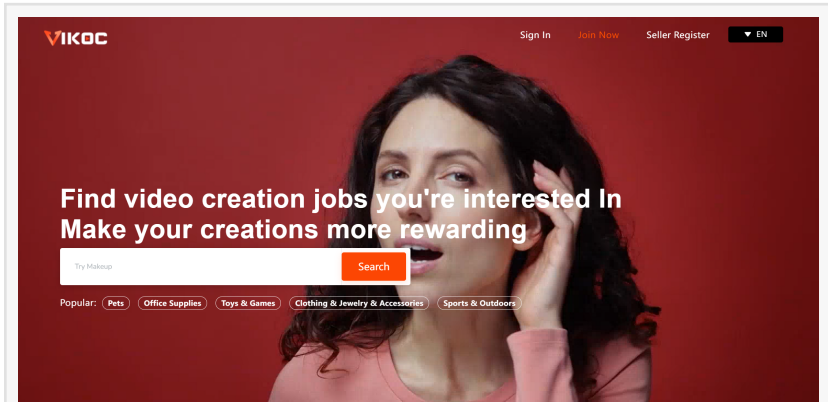 VIKOC
Sign In
Join Now
Seller Register
EN
Find video creation jobs you're interested In
Make your creations more rewarding
Try Makeup
Search
Popular:
Pets
Office Supplies
Toys & Games
Clothing & Jewelry & Accessories
Sports & Outdoors